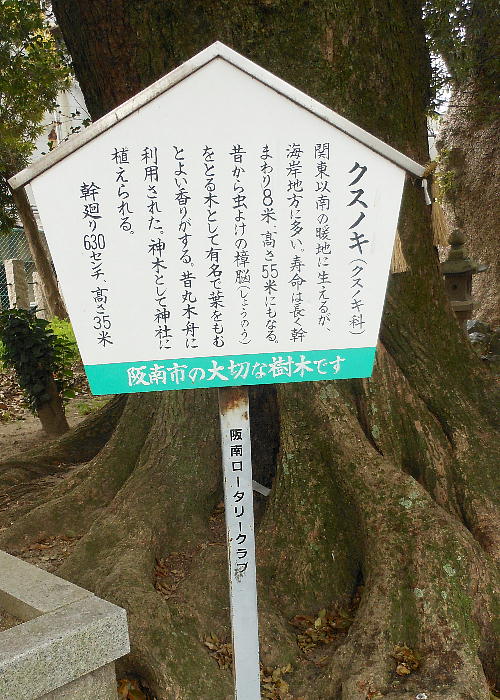 クスノキ(クスノキ科)
関東以南の暖地に生えるが、
海岸地方に多い。寿命は長く幹
まわり8米、高さ55米にもなる。
昔から虫よけの樟脳(しょうのう)
をとる木として有名で葉をもむ
とよい香りがする。昔丸木舟に
利用された。神木として神社に
植えられる。
幹廻り630センチ、高さ35米
阪南市の大切な樹木です
阪南ロータリークラブ